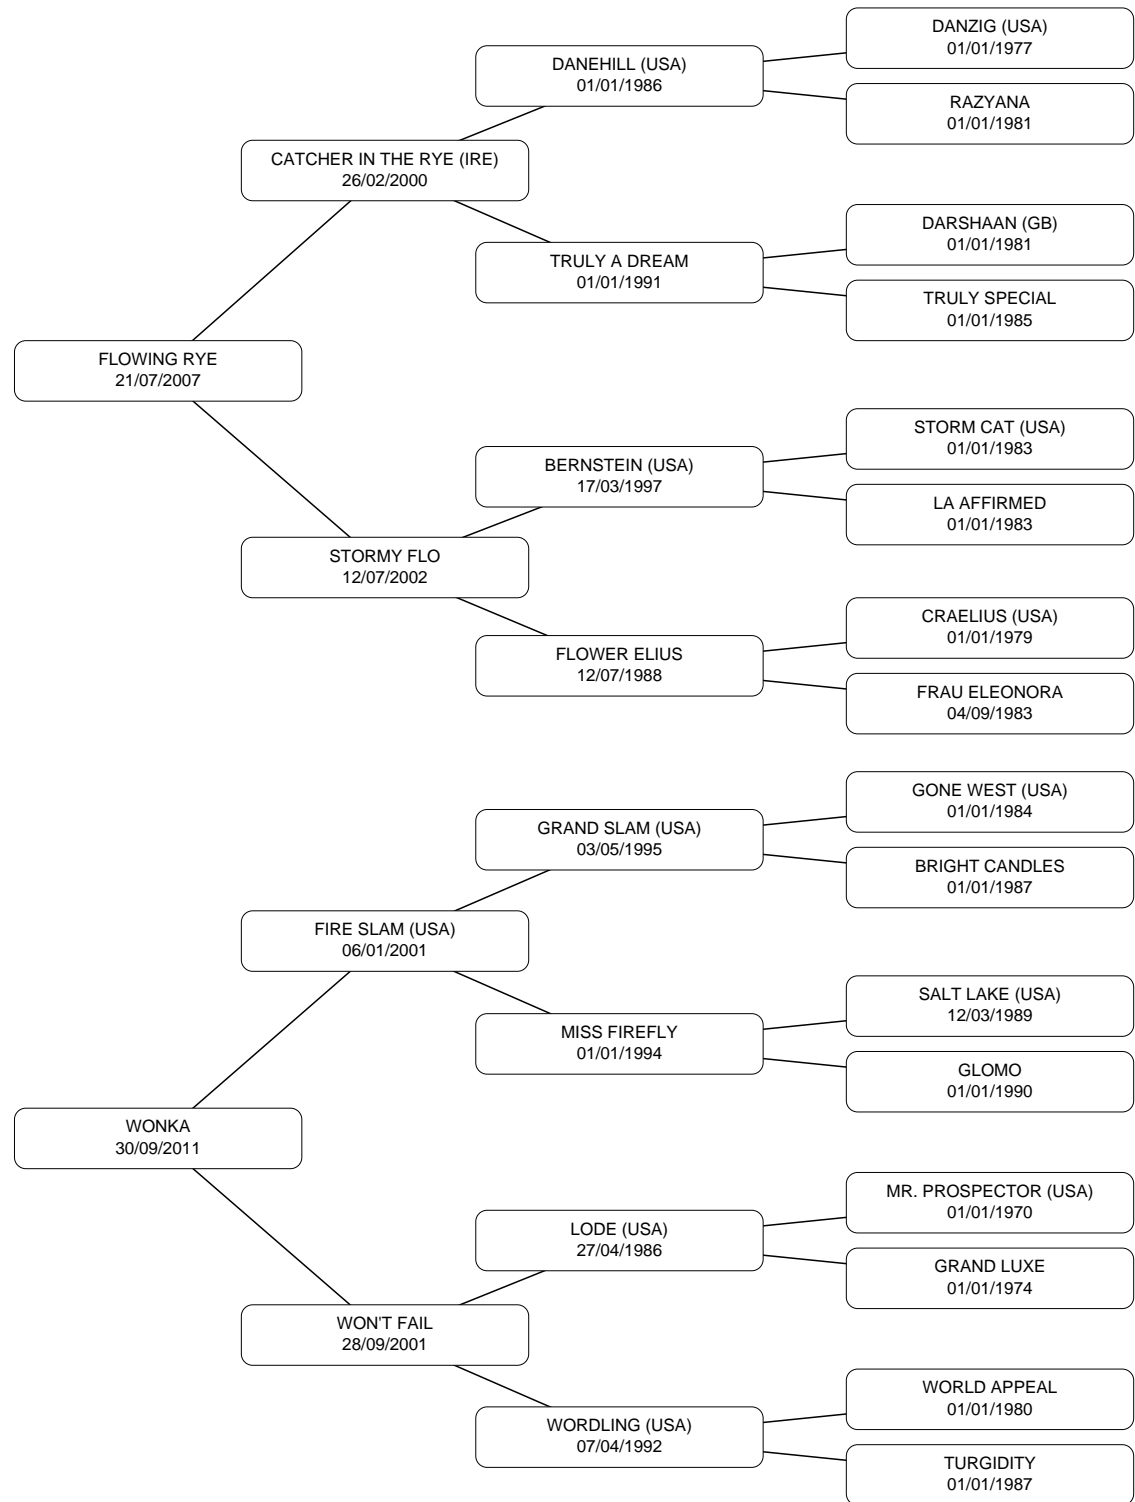 DANZIG (USA)
01/01/1977
DANEHILL (USA)
01/01/1986
RAZYANA
01/01/1981
CATCHER IN THE RYE (IRE)
26/02/2000
DARSHAAN (GB)
01/01/1981
TRULY A DREAM
01/01/1991
TRULY SPECIAL
01/01/1985
FLOWING RYE
21/07/2007
STORM CAT (USA)
01/01/1983
BERNSTEIN (USA)
17/03/1997
LA AFFIRMED
01/01/1983
STORMY FLO
12/07/2002
CRAELIUS (USA)
01/01/1979
FLOWER ELIUS
12/07/1988
FRAU ELEONORA
04/09/1983
GONE WEST (USA)
01/01/1984
GRAND SLAM (USA)
03/05/1995
BRIGHT CANDLES
01/01/1987
FIRE SLAM (USA)
06/01/2001
SALT LAKE (USA)
12/03/1989
MISS FIREFLY
01/01/1994
GLOMO
01/01/1990
WONKA
30/09/2011
MR. PROSPECTOR (USA)
01/01/1970
LODE (USA)
27/04/1986
GRAND LUXE
01/01/1974
WON'T FAIL
28/09/2001
WORLD APPEAL
01/01/1980
WORDLING (USA)
07/04/1992
TURGIDITY
01/01/1987